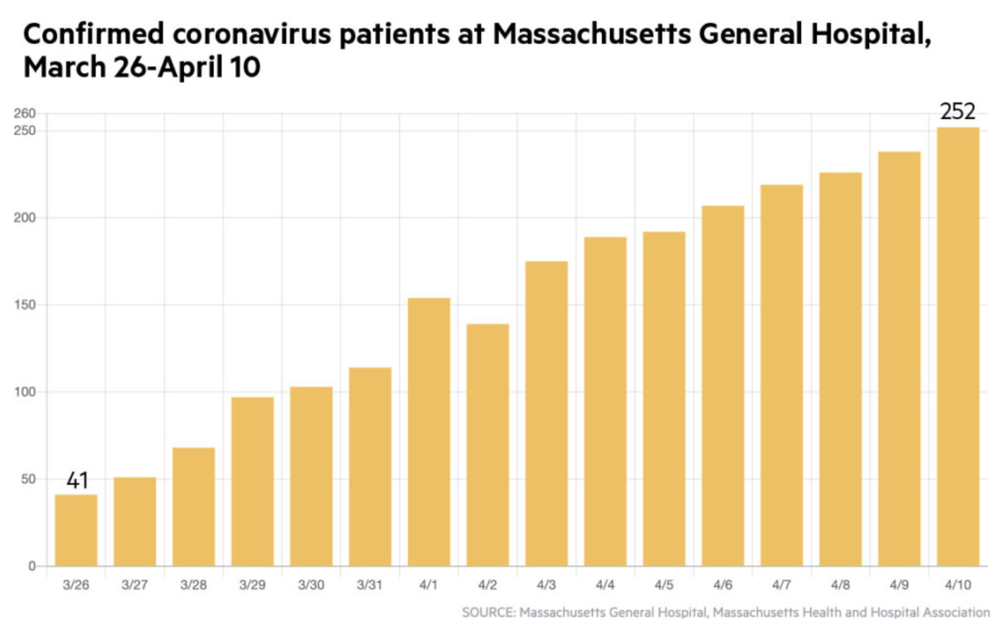 Confirmed coronavirus patients at Massachusetts General Hospital,
March 26-April 10
260
250
200
150
100
50
0
41
252
3/26 3/27 3/28 3/29 3/30 3/31 4/1 4/2 4/3 4/4 4/5 4/6 4/7 4/8 4/9 4/10
SOURCE: Massachusetts General Hospital, Massachusetts Health and Hospital Association